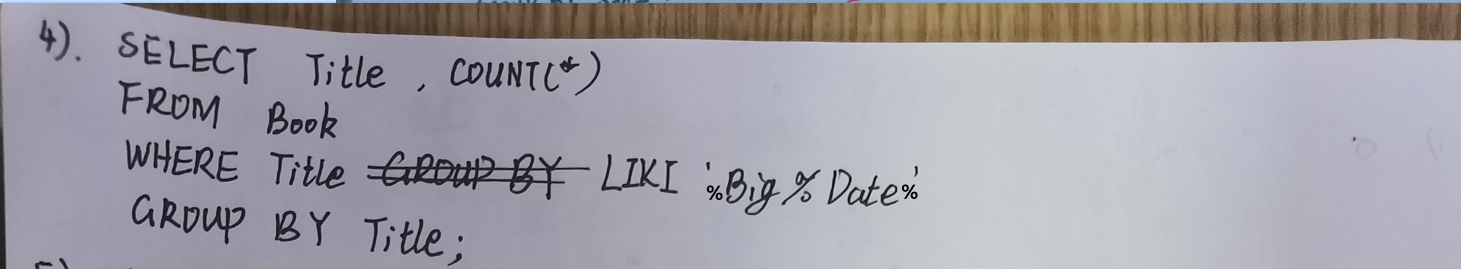 4). SELECT Title , COUNT(*)
FROM Book
WHERE Title GROUP BY LIKI '%Big % Date%'
GROUP BY Title;